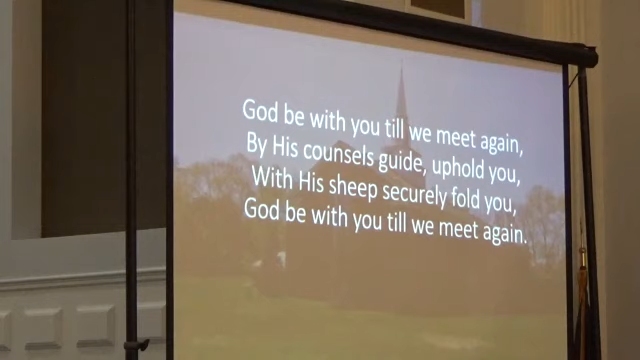 God be with you till we meet again,
By His counsels guide, uphold you,
With His sheep securely fold you,
God be with you till we meet again.